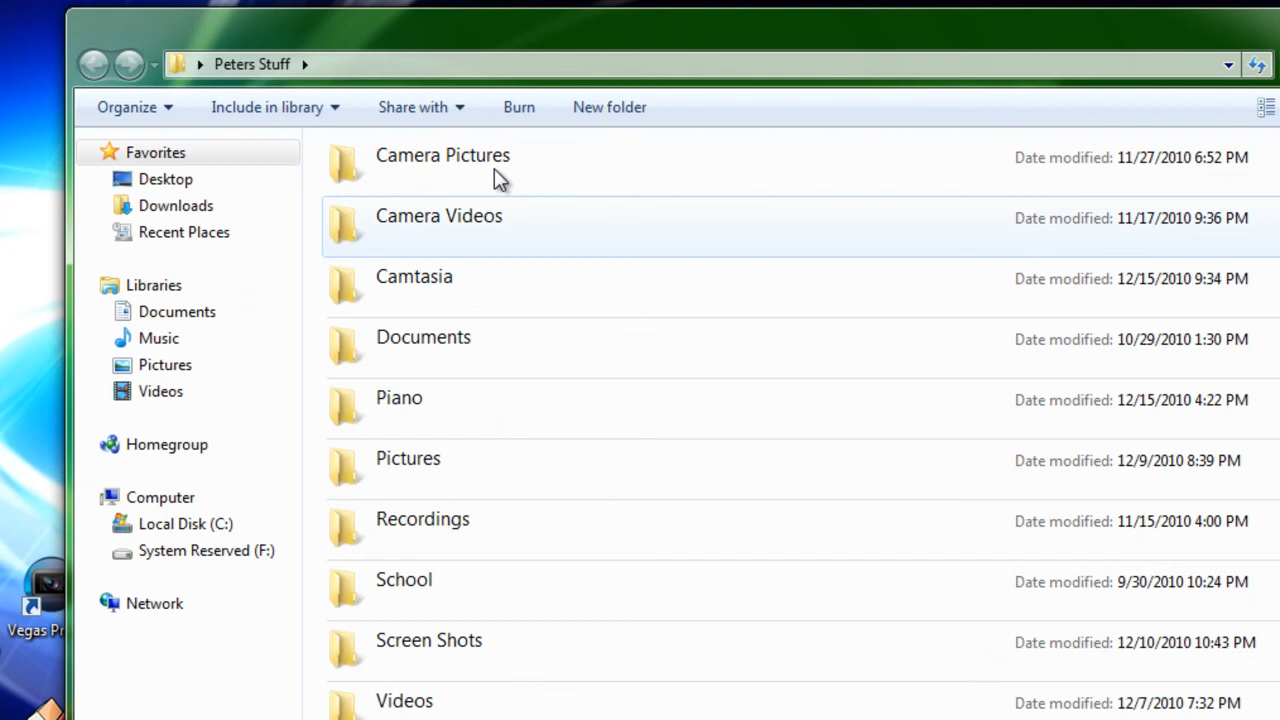 Peters Stuff
Organize Include in library Share with Burn New folder
Favorites
Desktop
Downloads
Recent Places
Libraries
Documents
Music
Pictures
Videos
Homegroup
Computer
Local Disk (C:)
System Reserved (F:)
Network
Camera Pictures Date modified: 11/27/2010 6:52 PM
Camera Videos Date modified: 11/17/2010 9:36 PM
Camtasia Date modified: 12/15/2010 9:34 PM
Documents Date modified: 10/29/2010 1:30 PM
Piano Date modified: 12/15/2010 4:22 PM
Pictures Date modified: 12/9/2010 8:39 PM
Recordings Date modified: 11/15/2010 4:00 PM
School Date modified: 9/30/2010 10:24 PM
Screen Shots Date modified: 12/10/2010 10:43 PM
Videos Date modified: 12/7/2010 7:32 PM
Vegas Pr